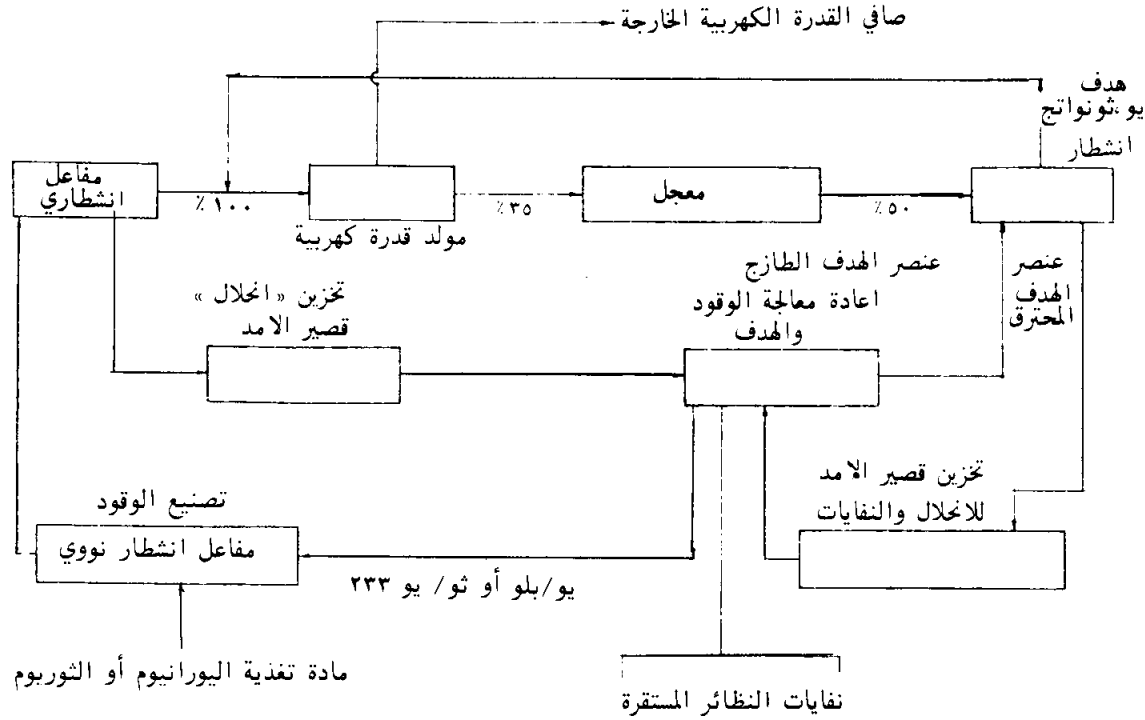 صافي القدرة الكهربية الخارجة
هدف
يو،ثونواتج
انشطار
مفاعل
انشطاري
٪١٠٠
مولد قدرة كهربية
٪٣٥
معجل
٪٥٠
عنصر الهدف الطازج
عنصر
الهدف
المحترق
تخزين « انحلال »
قصير الامد
اعادة معالجة الوقود
والهدف
تخزين قصير الامد
للانحلال والنفايات
تصنيع الوقود
مفاعل انشطار نووي
يو/بلو أو ثو/ يو ٢٣٣
مادة تغذية اليورانيوم أو الثوريوم
نفايات النظائر المستقرة